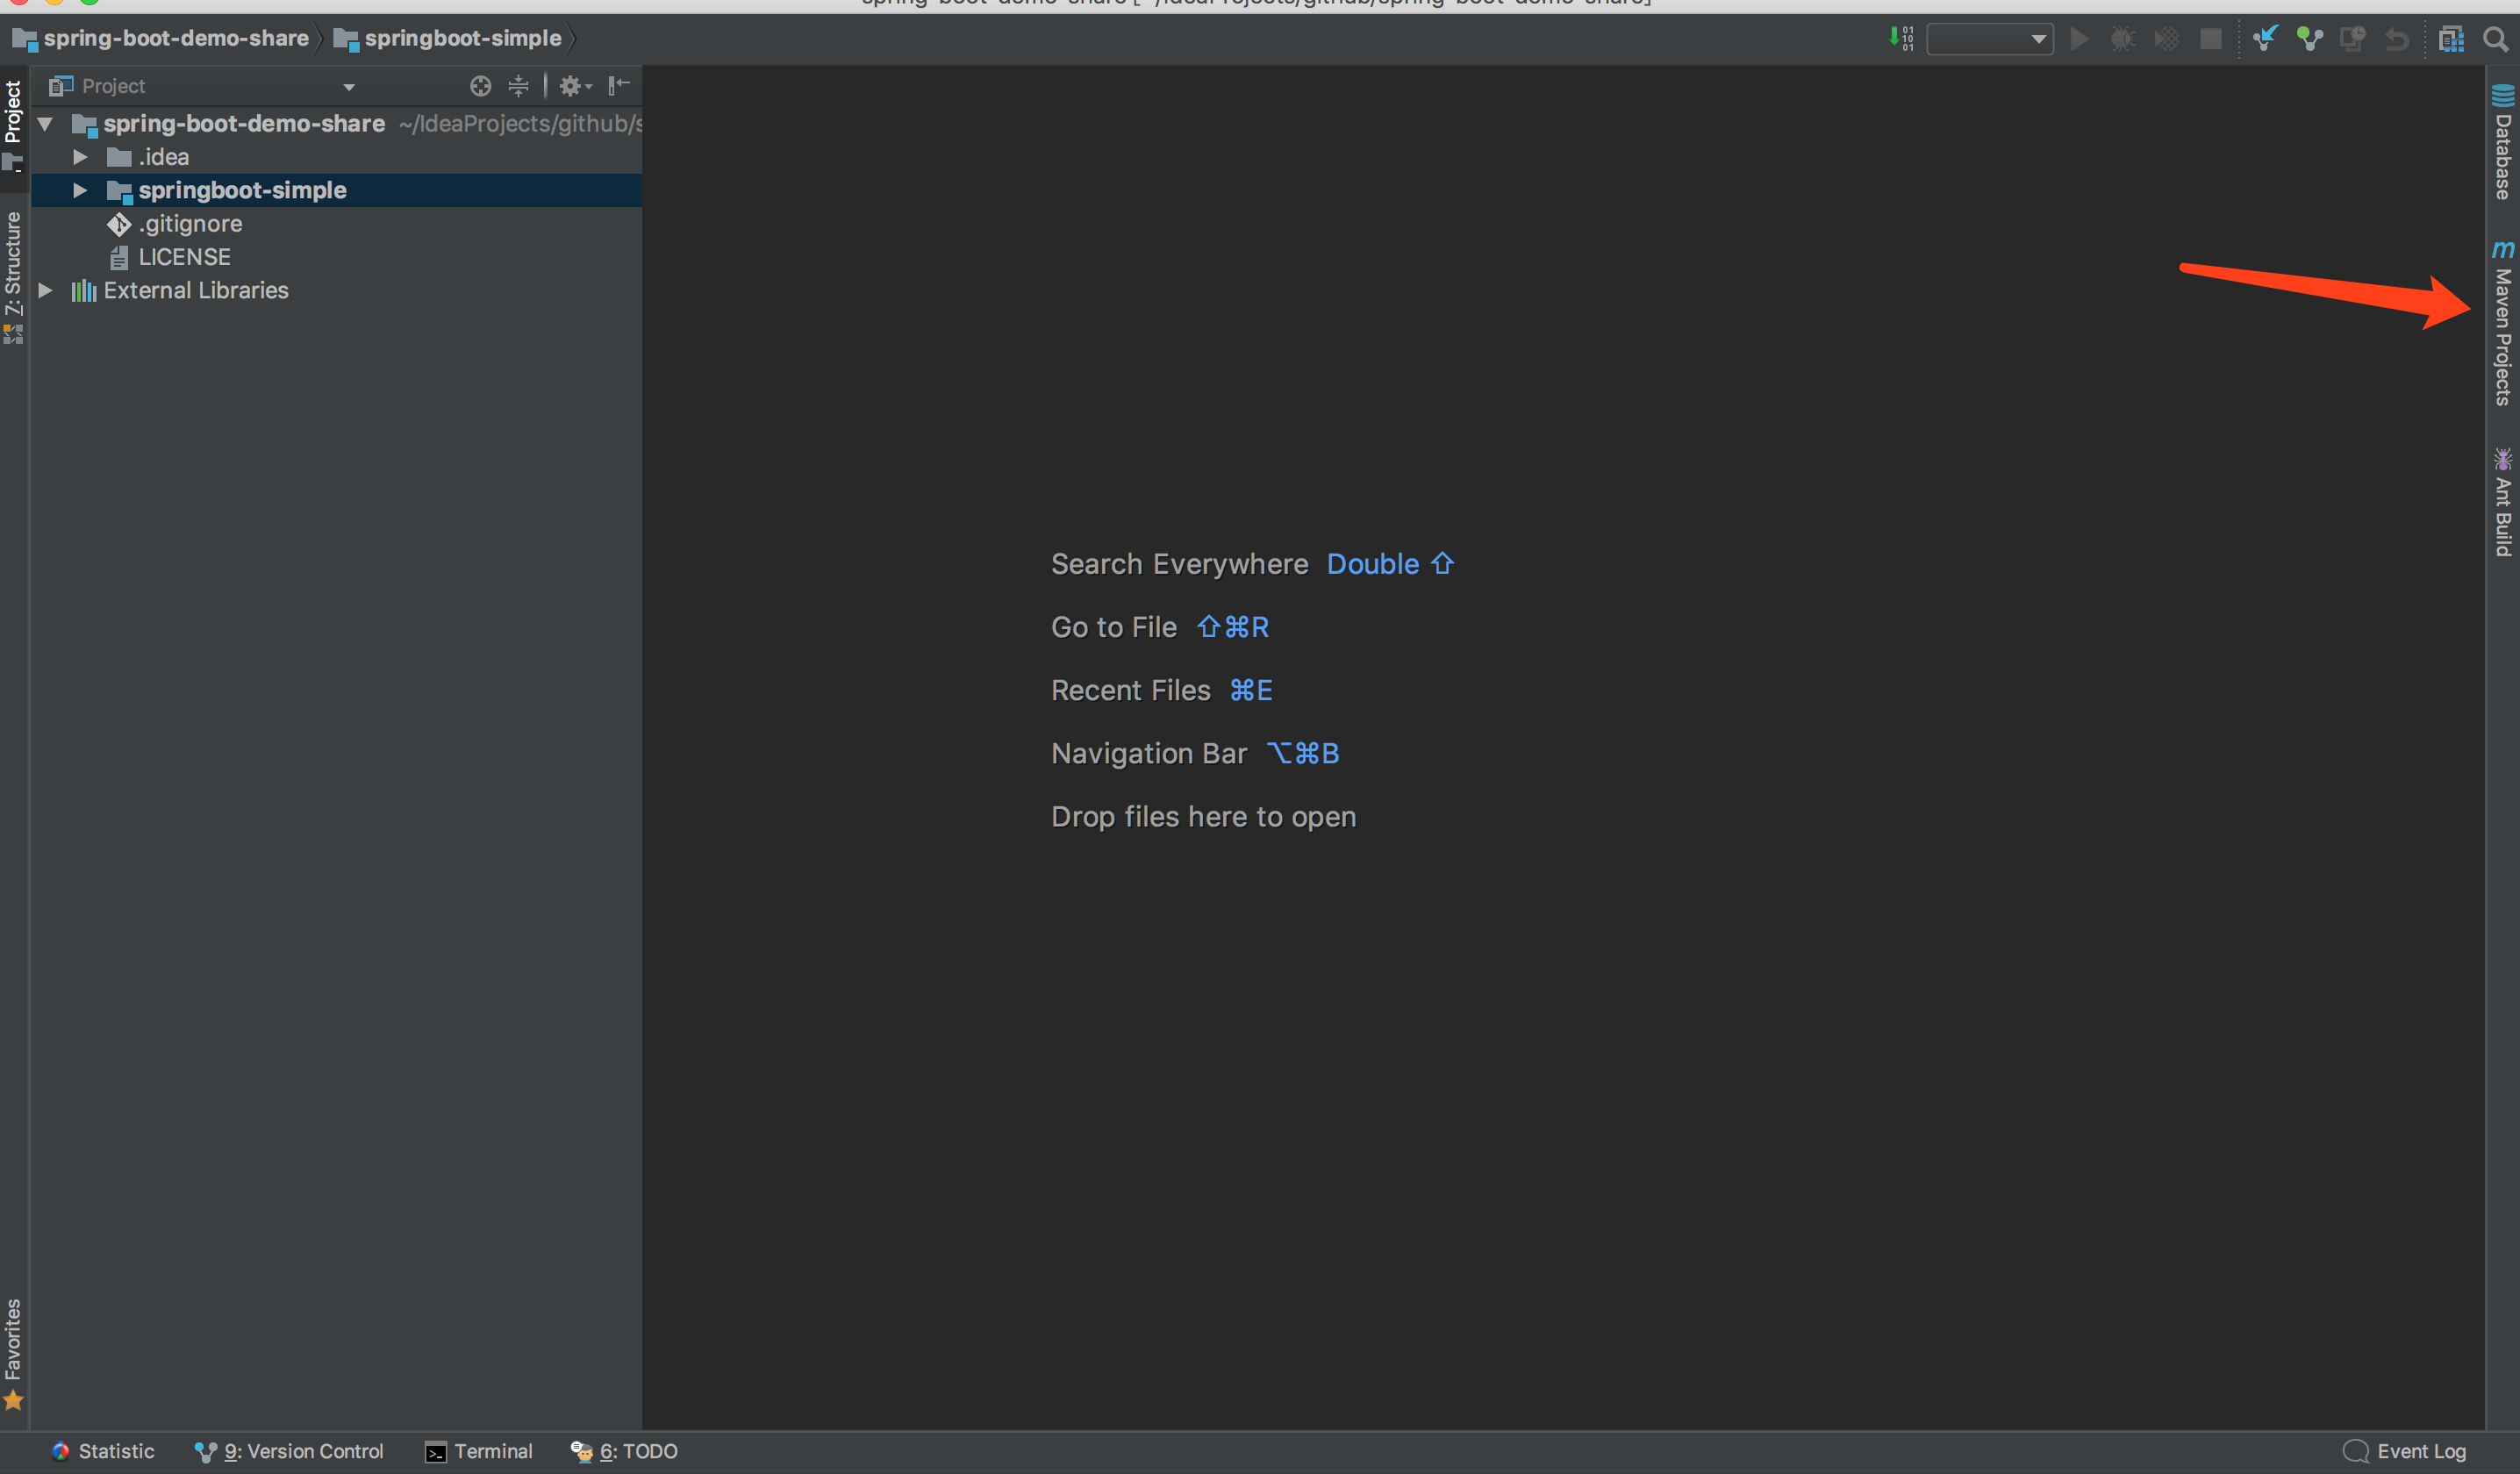 spring-boot-demo-share [~/IdeaProjects/github/spring-boot-demo-share]
spring-boot-demo-share springboot-simple
Project
Project
spring-boot-demo-share ~/IdeaProjects/github/s
.idea
springboot-simple
.gitignore
LICENSE
External Libraries
7: Structure
Favorites
Search Everywhere Double ⇧
Go to File ⇧⌘R
Recent Files ⌘E
Navigation Bar ⌥⌘B
Drop files here to open
Database
Maven Projects
Ant Build
Statistic
9: Version Control
Terminal
6: TODO
Event Log